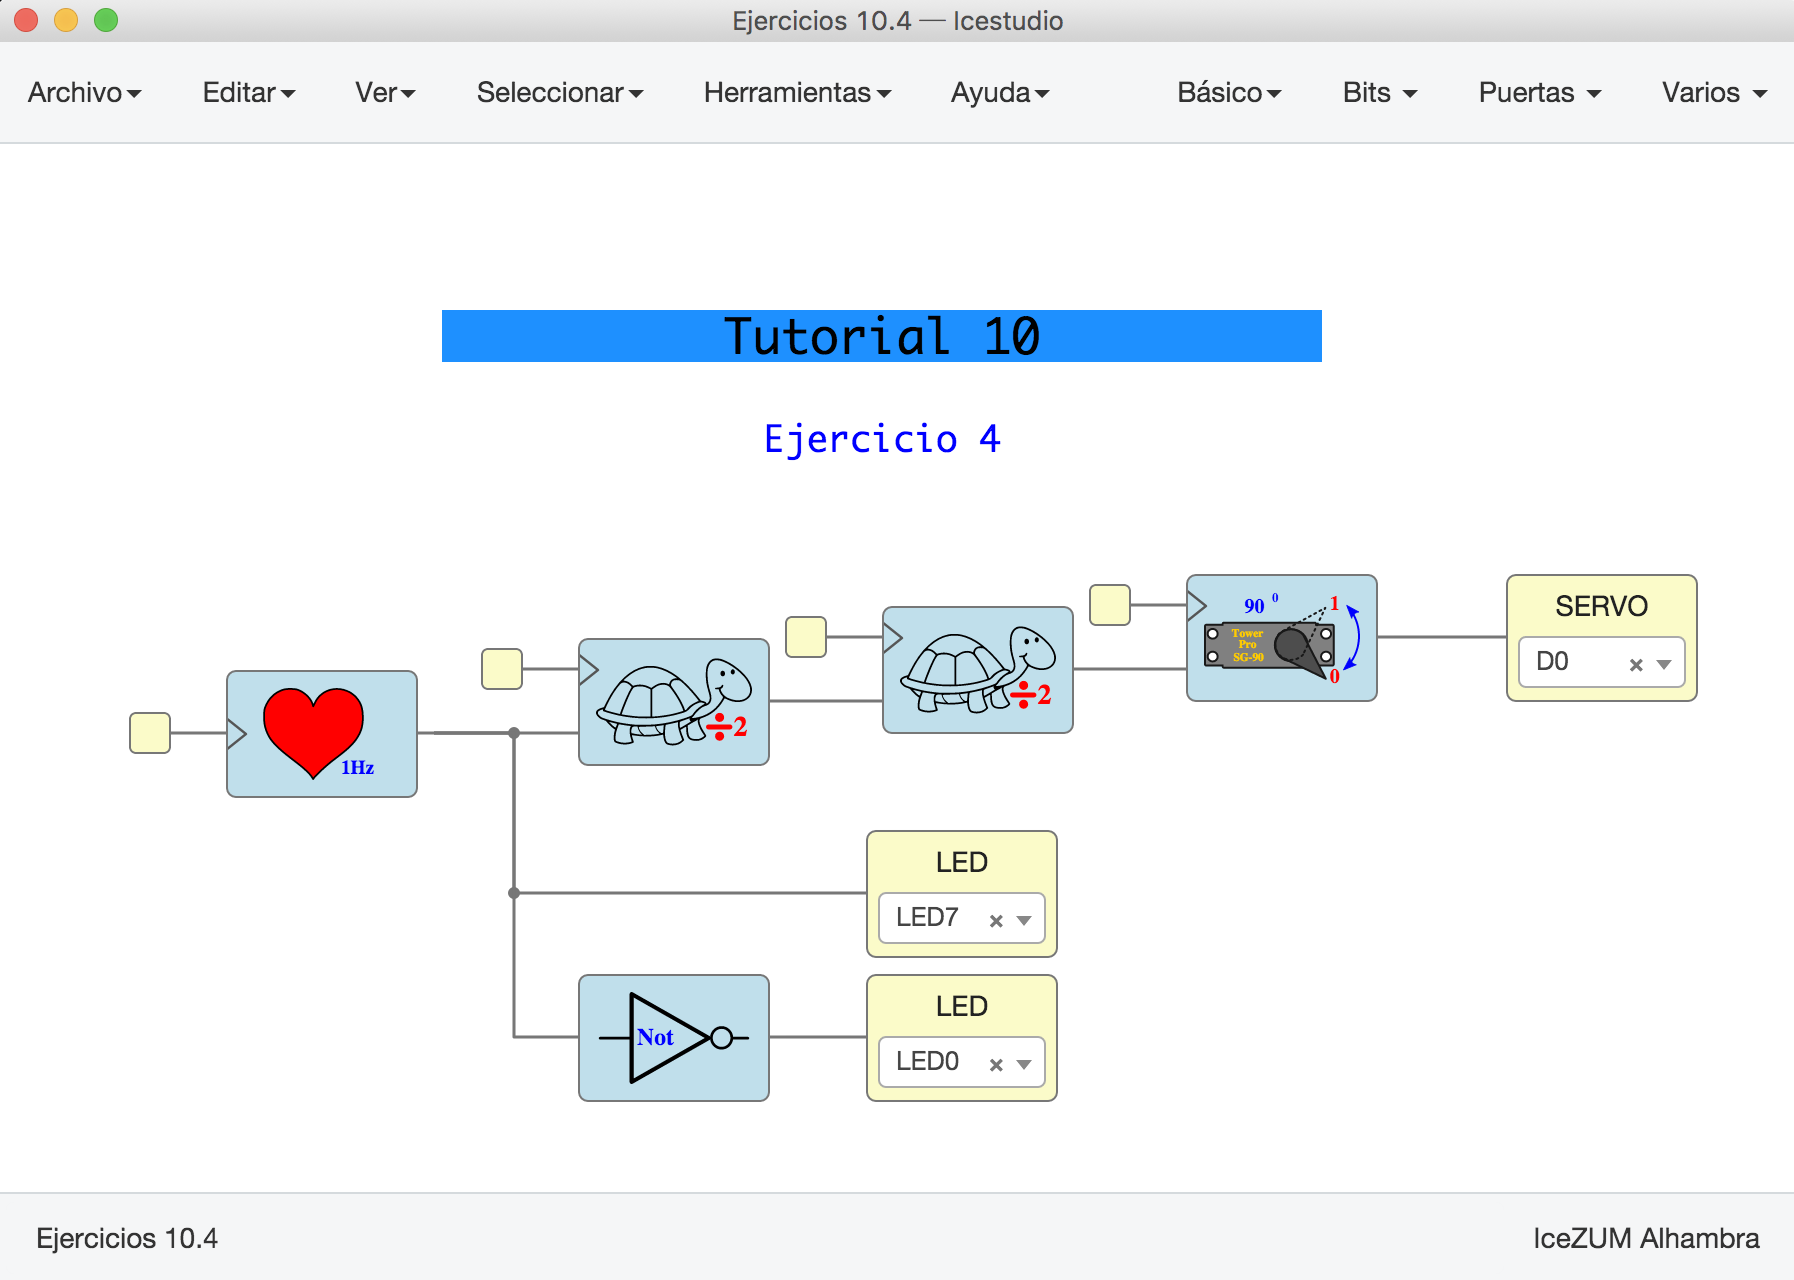 Ejercicios 10.4 — Icestudio
Archivo Editar Ver Seleccionar Herramientas Ayuda Básico Bits Puertas Varios
Tutorial 10
Ejercicio 4
1Hz
÷2
÷2
90 0
1
Tower
Pro
SG-90
0
SERVO
D0
LED
LED7
Not
LED
LED0
Ejercicios 10.4
IceZUM Alhambra